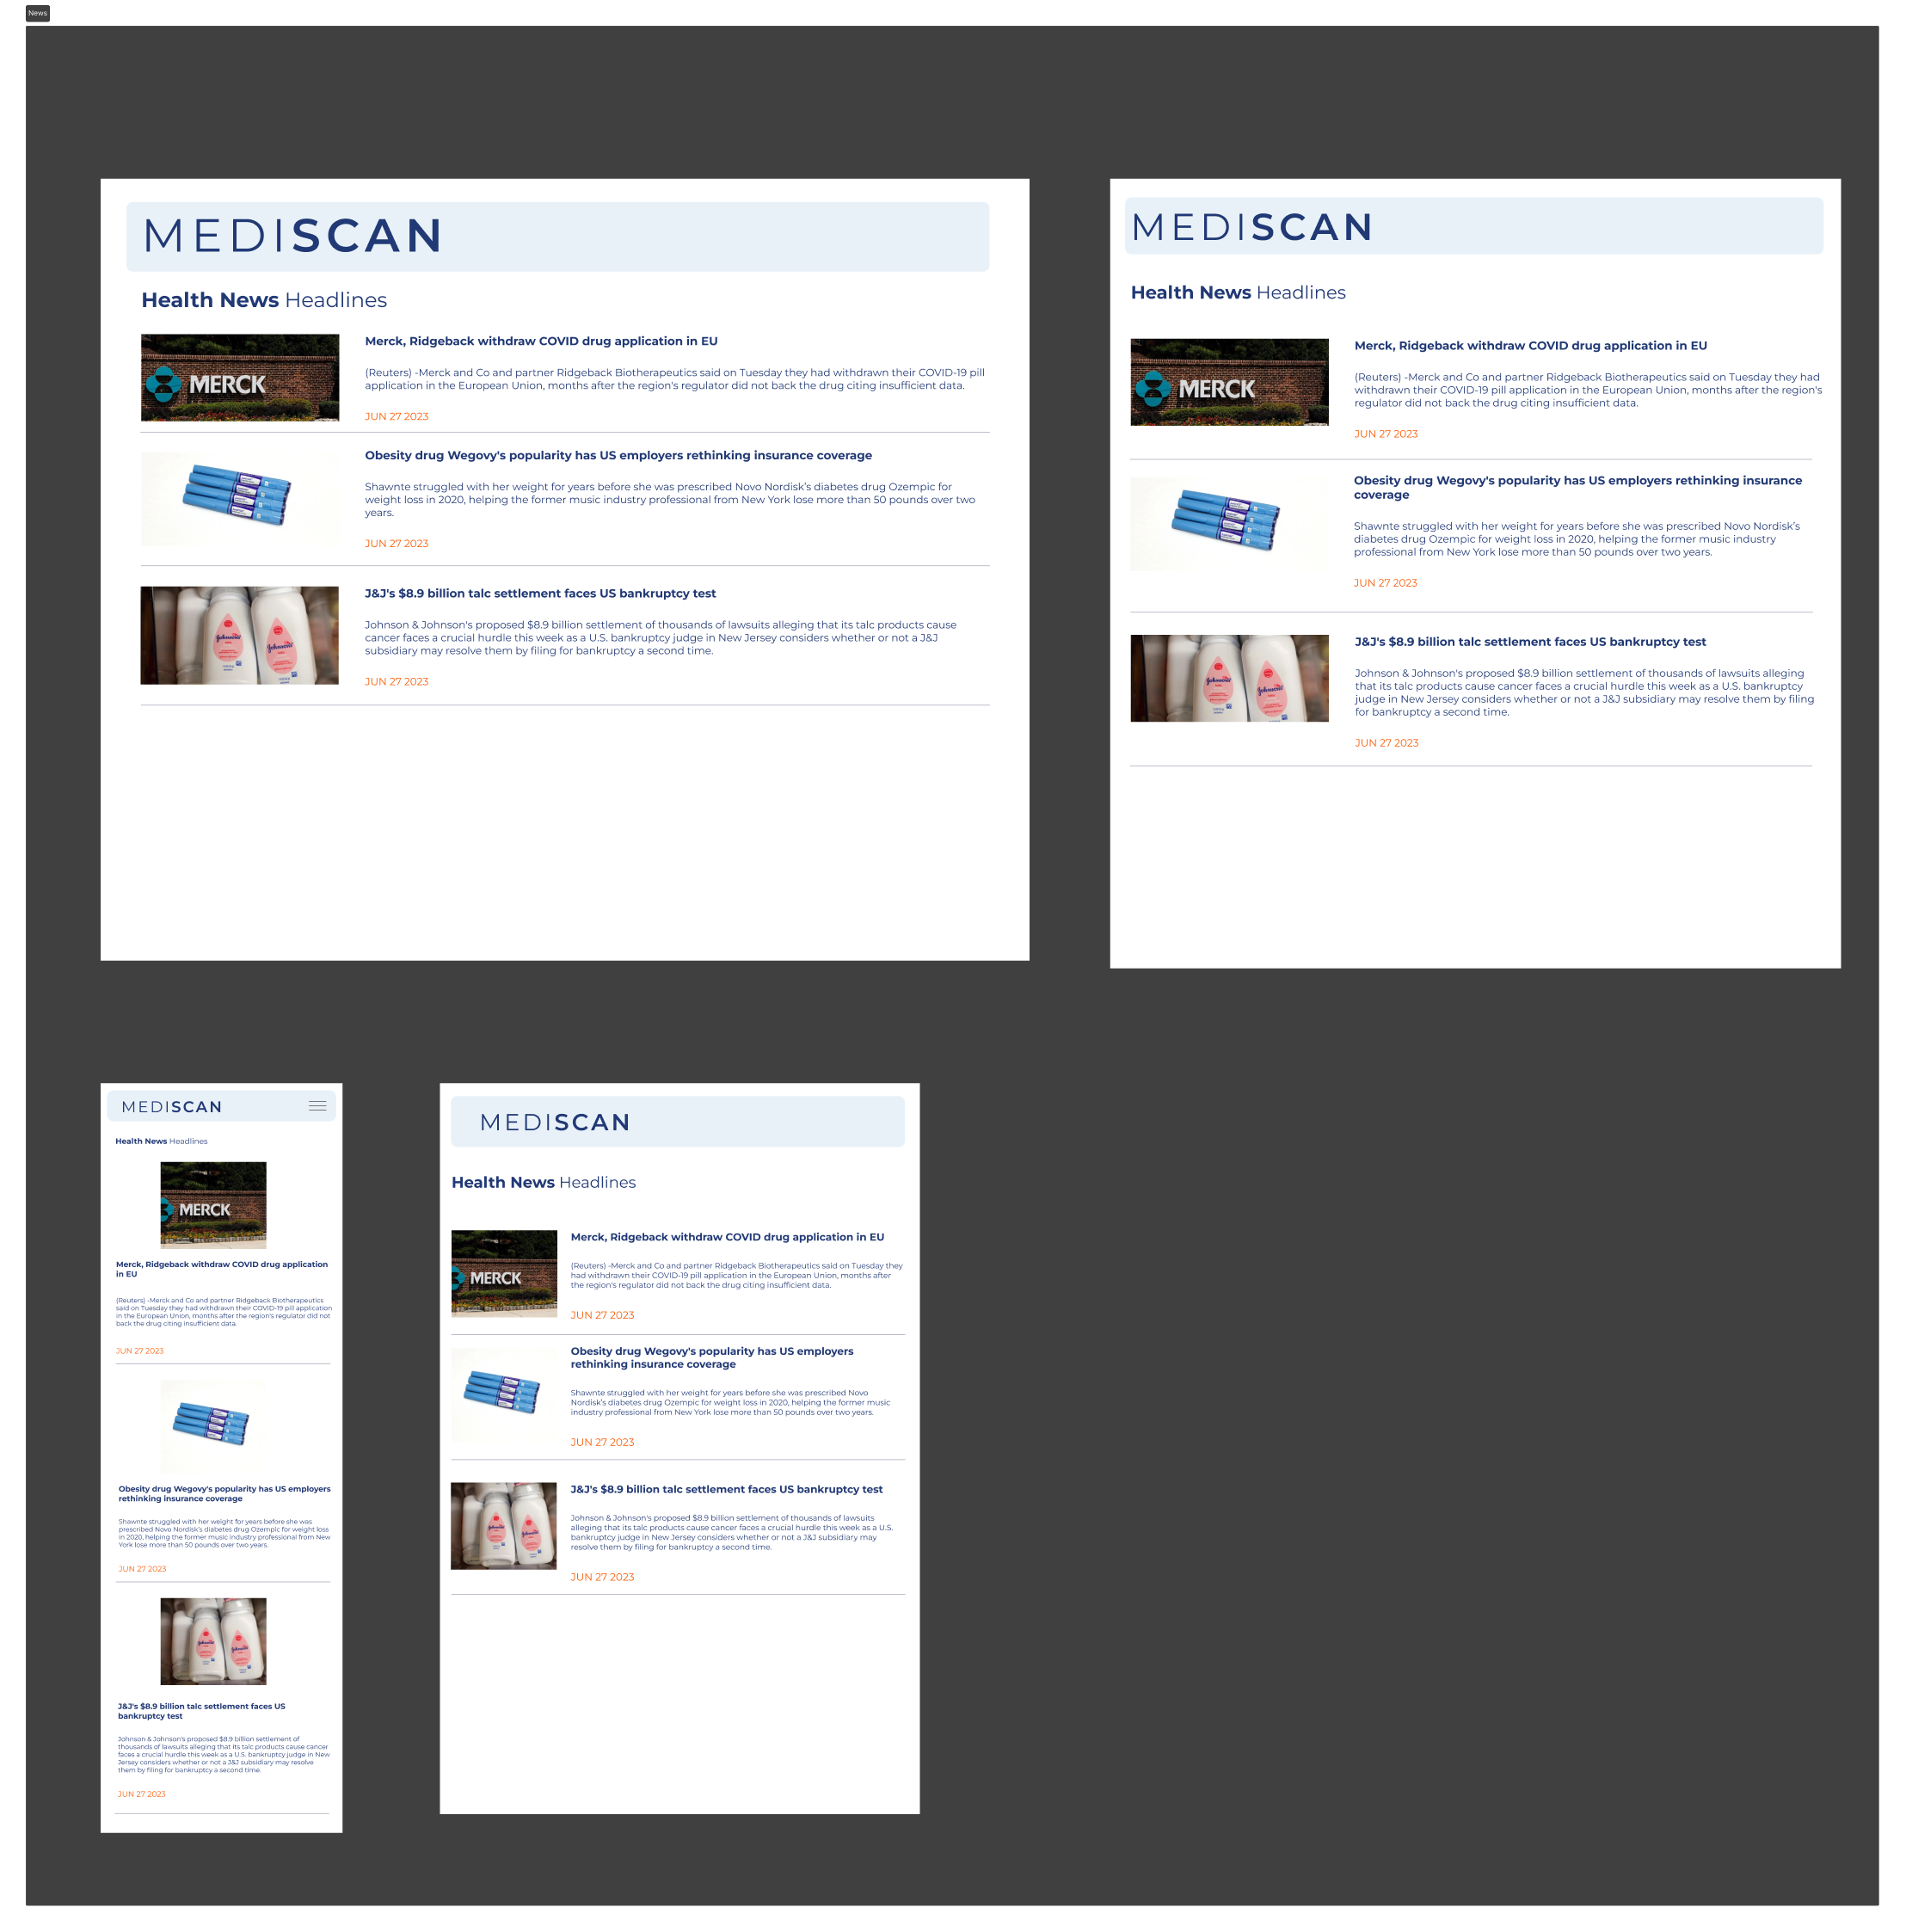 News
MEDISCAN
Health News Headlines
MERCK
Merck, Ridgeback withdraw COVID drug application in EU
(Reuters) -Merck and Co and partner Ridgeback Biotherapeutics said on Tuesday they had withdrawn their COVID-19 pill
application in the European Union, months after the region's regulator did not back the drug citing insufficient data.
JUN 27 2023
Obesity drug Wegovy's popularity has US employers rethinking insurance coverage
Shawnte struggled with her weight for years before she was prescribed Novo Nordisk's diabetes drug Ozempic for
weight loss in 2020, helping the former music industry professional from New York lose more than 50 pounds over two
years.
JUN 27 2023
Johnson's
Johnson's
J&J's $8.9 billion talc settlement faces US bankruptcy test
Johnson & Johnson's proposed $8.9 billion settlement of thousands of lawsuits alleging that its talc products cause
cancer faces a crucial hurdle this week as a U.S. bankruptcy judge in New Jersey considers whether or not a J&J
subsidiary may resolve them by filing for bankruptcy a second time.
JUN 27 2023
MEDISCAN
Health News Headlines
MERCK
Merck, Ridgeback withdraw COVID drug application in EU
(Reuters) -Merck and Co and partner Ridgeback Biotherapeutics said on Tuesday they had
withdrawn their COVID-19 pill application in the European Union, months after the region's
regulator did not back the drug citing insufficient data.
JUN 27 2023
Obesity drug Wegovy's popularity has US employers rethinking insurance
coverage
Shawnte struggled with her weight for years before she was prescribed Novo Nordisk's
diabetes drug Ozempic for weight loss in 2020, helping the former music industry
professional from New York lose more than 50 pounds over two years.
JUN 27 2023
Johnson's
Johnson's
J&J's $8.9 billion talc settlement faces US bankruptcy test
Johnson & Johnson's proposed $8.9 billion settlement of thousands of lawsuits alleging
that its talc products cause cancer faces a crucial hurdle this week as a U.S. bankruptcy
judge in New Jersey considers whether or not a J&J subsidiary may resolve them by filing
for bankruptcy a second time.
JUN 27 2023
MEDISCAN
Health News Headlines
MERCK
Merck, Ridgeback withdraw COVID drug application
in EU
(Reuters) -Merck and Co and partner Ridgeback Biotherapeutics
said on Tuesday they had withdrawn their COVID-19 pill application
in the European Union, months after the region's regulator did not
back the drug citing insufficient data.
JUN 27 2023
Obesity drug Wegovy's popularity has US employers
rethinking insurance coverage
Shawnte struggled with her weight for years before she was
prescribed Novo Nordisk's diabetes drug Ozempic for weight loss
in 2020, helping the former music industry professional from New
York lose more than 50 pounds over two years.
JUN 27 2023
Johnson's
Johnson's
J&J's $8.9 billion talc settlement faces US
bankruptcy test
Johnson & Johnson's proposed $8.9 billion settlement of
thousands of lawsuits alleging that its talc products cause cancer
faces a crucial hurdle this week as a U.S. bankruptcy judge in New
Jersey considers whether or not a J&J subsidiary may resolve
them by filing for bankruptcy a second time.
JUN 27 2023
MEDISCAN
Health News Headlines
MERCK
Merck, Ridgeback withdraw COVID drug application in EU
(Reuters) -Merck and Co and partner Ridgeback Biotherapeutics said on Tuesday they
had withdrawn their COVID-19 pill application in the European Union, months after
the region's regulator did not back the drug citing insufficient data.
JUN 27 2023
Obesity drug Wegovy's popularity has US employers
rethinking insurance coverage
Shawnte struggled with her weight for years before she was prescribed Novo
Nordisk's diabetes drug Ozempic for weight loss in 2020, helping the former music
industry professional from New York lose more than 50 pounds over two years.
JUN 27 2023
Johnson's
Johnson's
J&J's $8.9 billion talc settlement faces US bankruptcy test
Johnson & Johnson's proposed $8.9 billion settlement of thousands of lawsuits
alleging that its talc products cause cancer faces a crucial hurdle this week as a U.S.
bankruptcy judge in New Jersey considers whether or not a J&J subsidiary may
resolve them by filing for bankruptcy a second time.
JUN 27 2023